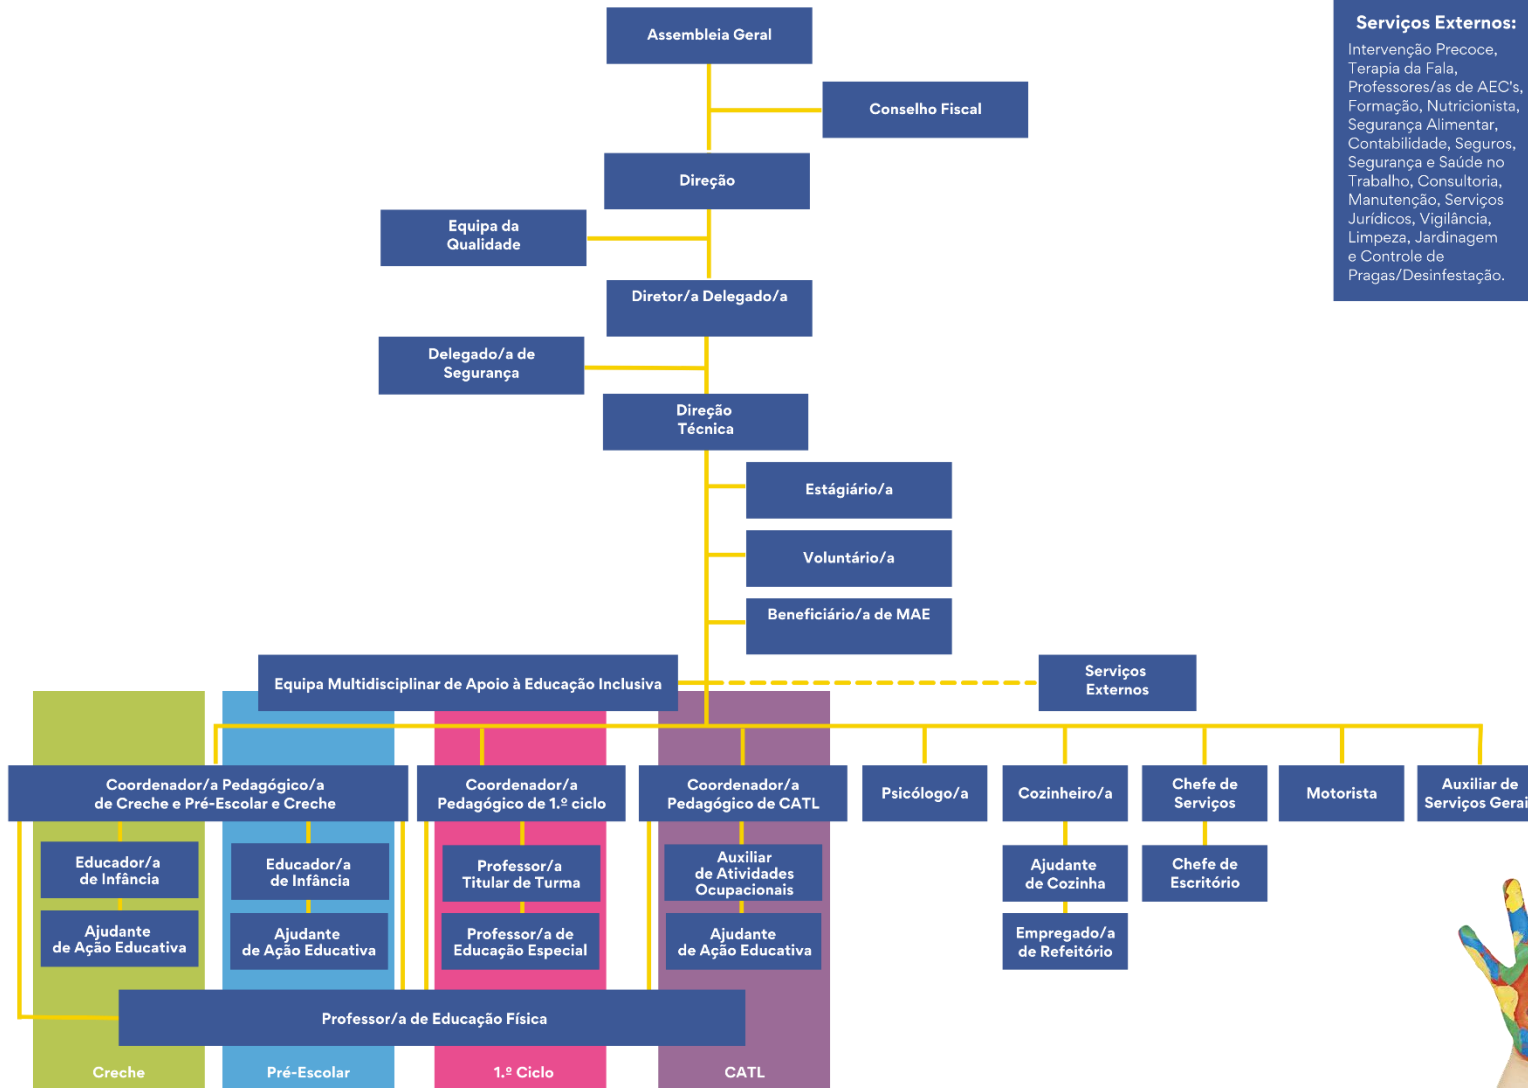 Assembleia Geral
Serviços Externos:
Intervenção Precoce,
Terapia da Fala,
Professores/as de AEC's,
Formação, Nutricionista,
Segurança Alimentar,
Contabilidade, Seguros,
Segurança e Saúde no
Trabalho, Consultoria,
Manutenção, Serviços
Jurídicos, Vigilância,
Limpeza, Jardinagem
e Controle de
Pragas/Desinfestação.
Conselho Fiscal
Direção
Equipa da
Qualidade
Diretor/a Delegado/a
Delegado/a de
Segurança
Direção
Técnica
Estágiário/a
Voluntário/a
Beneficiário/a de MAE
Equipa Multidisciplinar de Apoio à Educação Inclusiva
Serviços
Externos
Coordenador/a Pedagógico/a
de Creche e Pré-Escolar e Creche
Coordenador/a
Pedagógico de 1.º ciclo
Coordenador/a
Pedagógico de CATL
Psicólogo/a
Cozinheiro/a
Chefe de
Serviços
Motorista
Auxiliar de
Serviços Gerai
Educador/a
de Infância
Educador/a
de Infância
Professor/a
Titular de Turma
Auxiliar
de Atividades
Ocupacionais
Ajudante
de Cozinha
Chefe de
Escritório
Ajudante
de Ação Educativa
Ajudante
de Ação Educativa
Professor/a de
Educação Especial
Ajudante
de Ação Educativa
Empregado/a
de Refeitório
Professor/a de Educação Física
Creche
Pré-Escolar
1.º Ciclo
CATL